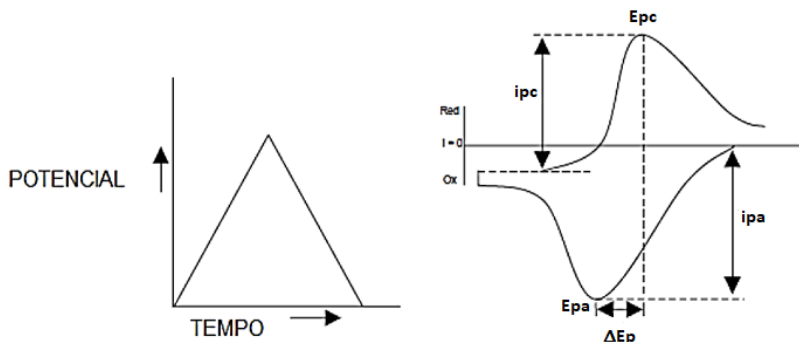 POTENCIAL
TEMPO
Epc
ipc
Red
I = 0
Ox
ipa
Epa
ΔEp